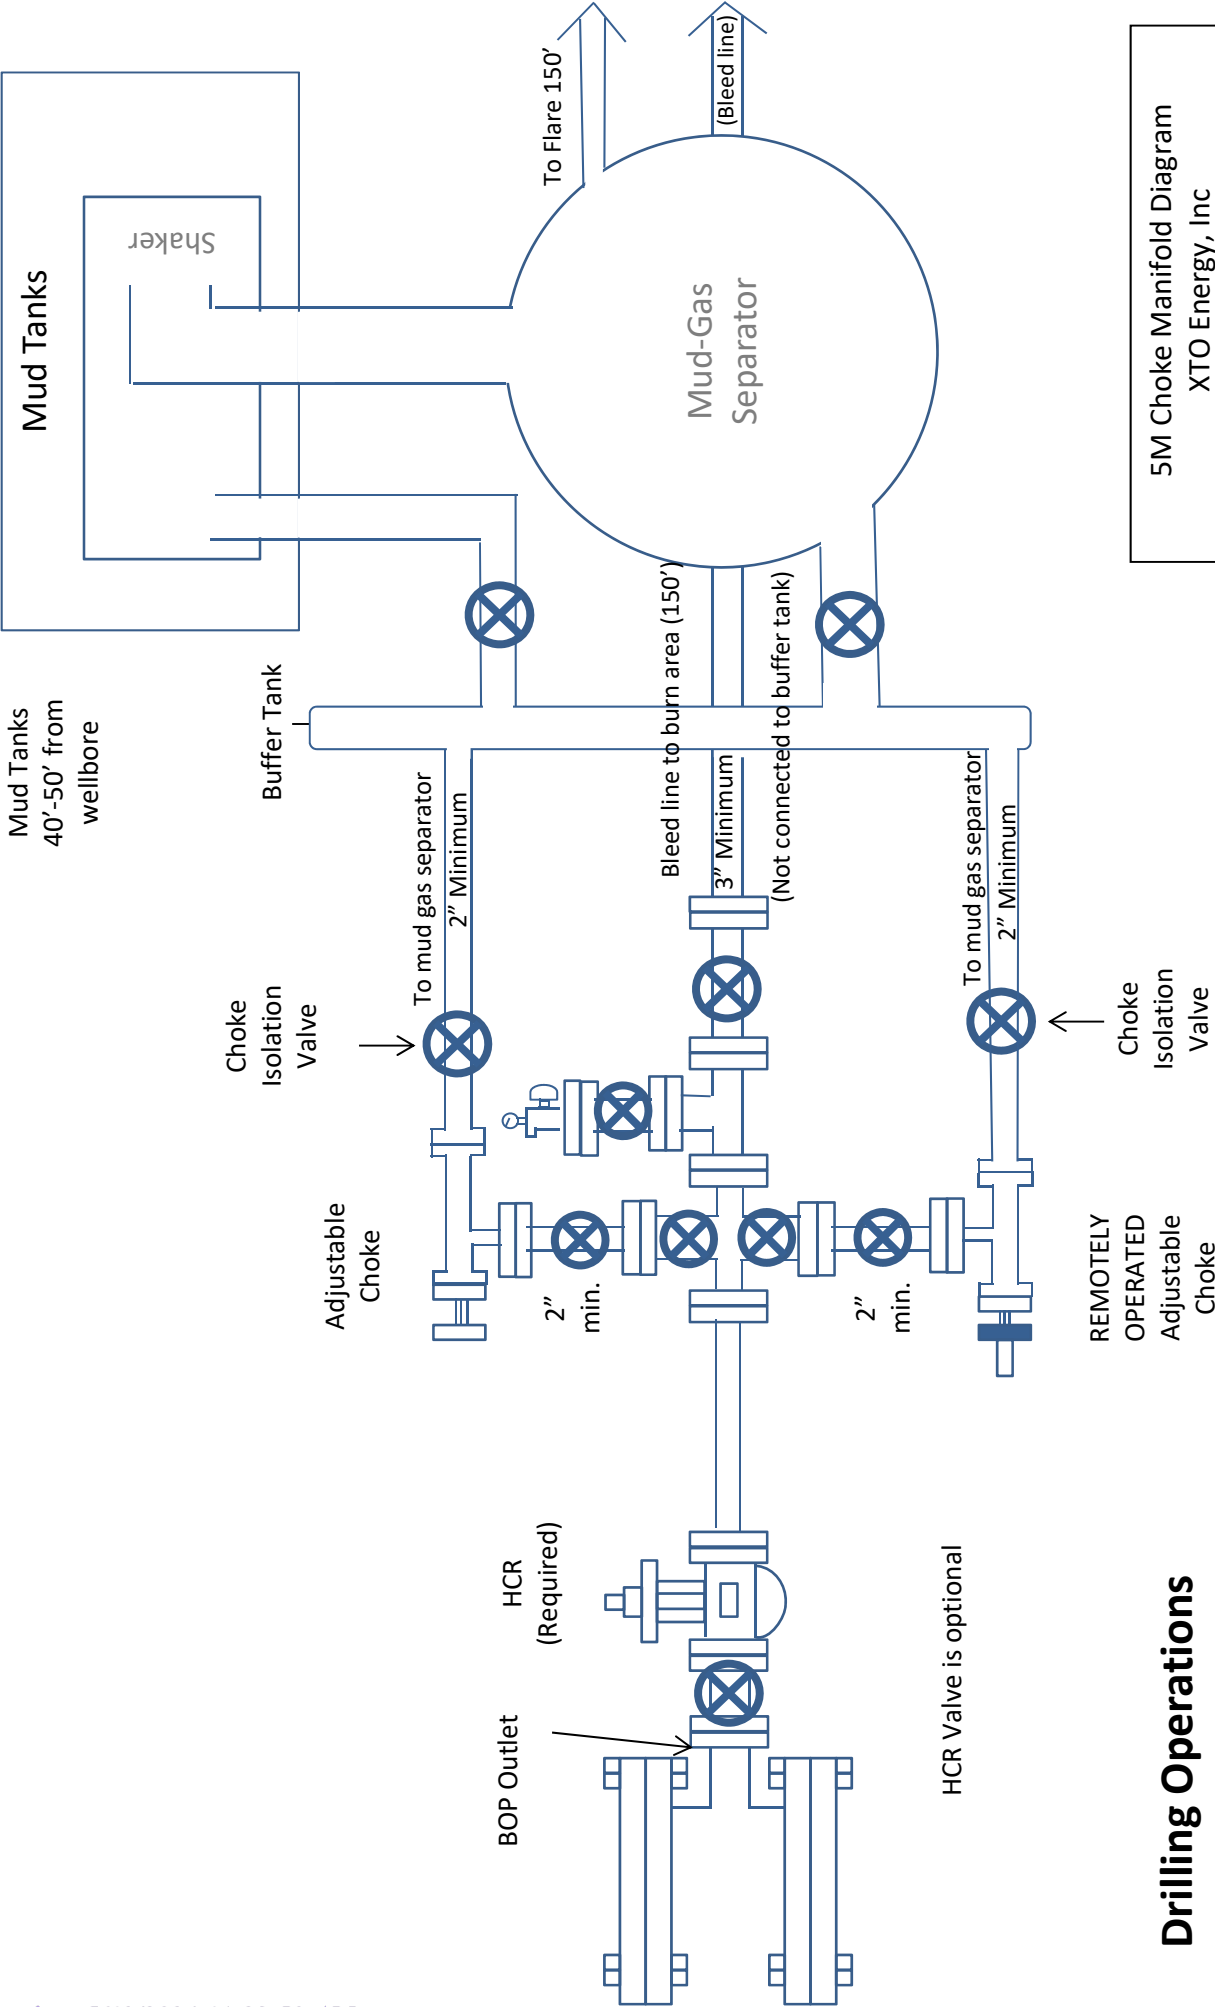 Mud Tanks
40’-50’ from
wellbore
Mud Tanks
Shaker
Buffer Tank
Choke
Isolation
Valve
To mud gas separator
2” Minimum
Adjustable
Choke
To Flare 150’
(Bleed line)
Mud-Gas
Separator
Bleed line to burn area (150’)
3” Minimum
(Not connected to buffer tank)
2”
min.
2”
min.
HCR
(Required)
BOP Outlet
HCR Valve is optional
To mud gas separator
2” Minimum
Choke
Isolation
Valve
REMOTELY
OPERATED
Adjustable
Choke
Drilling Operations
5M Choke Manifold Diagram
XTO Energy, Inc